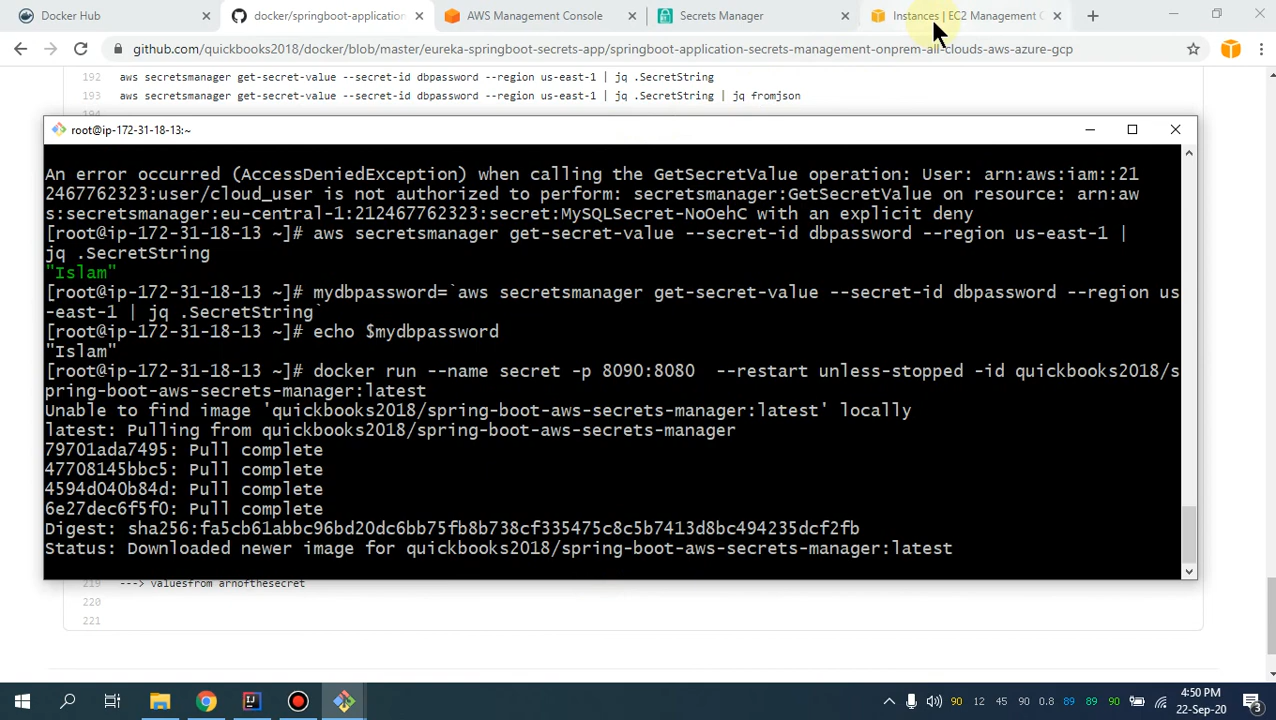 Docker Hub
docker/springboot-application
AWS Management Console
Secrets Manager
Instances | EC2 Management C
github.com/quickbooks2018/docker/blob/master/eureka-springboot-secrets-app/springboot-application-secrets-management-onprem-all-clouds-aws-azure-gcp
192 aws secretsmanager get-secret-value --secret-id dbpassword --region us-east-1 | jq .SecretString
193 aws secretsmanager get-secret-value --secret-id dbpassword --region us-east-1 | jq .SecretString | jq fromjson
root@ip-172-31-18-13:~
An error occurred (AccessDeniedException) when calling the GetSecretValue operation: User: arn:aws:iam::21
2467762323:user/cloud_user is not authorized to perform: secretsmanager:GetSecretValue on resource: arn:aw
s:secretsmanager:eu-central-1:212467762323:secret:MySQLSecret-NoOehC with an explicit deny
[root@ip-172-31-18-13 ~]# aws secretsmanager get-secret-value --secret-id dbpassword --region us-east-1 |
jq .SecretString
"Islam"
[root@ip-172-31-18-13 ~]# mydbpassword=`aws secretsmanager get-secret-value --secret-id dbpassword --region us
-east-1 | jq .SecretString`
[root@ip-172-31-18-13 ~]# echo $mydbpassword
"Islam"
[root@ip-172-31-18-13 ~]# docker run --name secret -p 8090:8080  --restart unless-stopped -id quickbooks2018/s
pring-boot-aws-secrets-manager:latest
Unable to find image 'quickbooks2018/spring-boot-aws-secrets-manager:latest' locally
latest: Pulling from quickbooks2018/spring-boot-aws-secrets-manager
79701ada7495: Pull complete
47708145bbc5: Pull complete
4594d040b84d: Pull complete
6e27dec6f5f0: Pull complete
Digest: sha256:fa5cb61abbc96bd20dc6bb75fb8b738cf335475c8c5b7413d8bc494235dcf2fb
Status: Downloaded newer image for quickbooks2018/spring-boot-aws-secrets-manager:latest
219 ---> valuesfrom arnofthesecret
220
221
90 12 45 90 0.8 89 89 90
4:50 PM
22-Sep-20
3